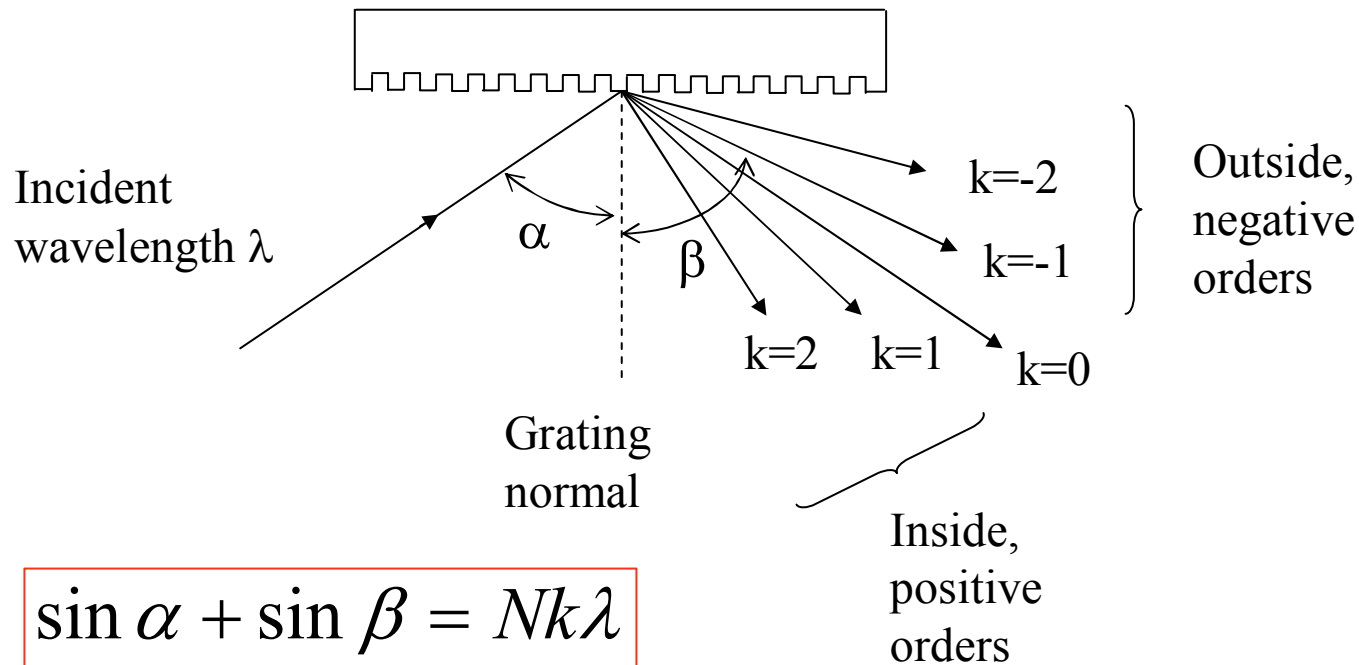 Incident
wavelength λ
α
β
k=-2
k=-1
k=0
k=1
k=2
Outside,
negative
orders
Grating
normal
Inside,
positive
orders
sin α + sin β = Nkλ